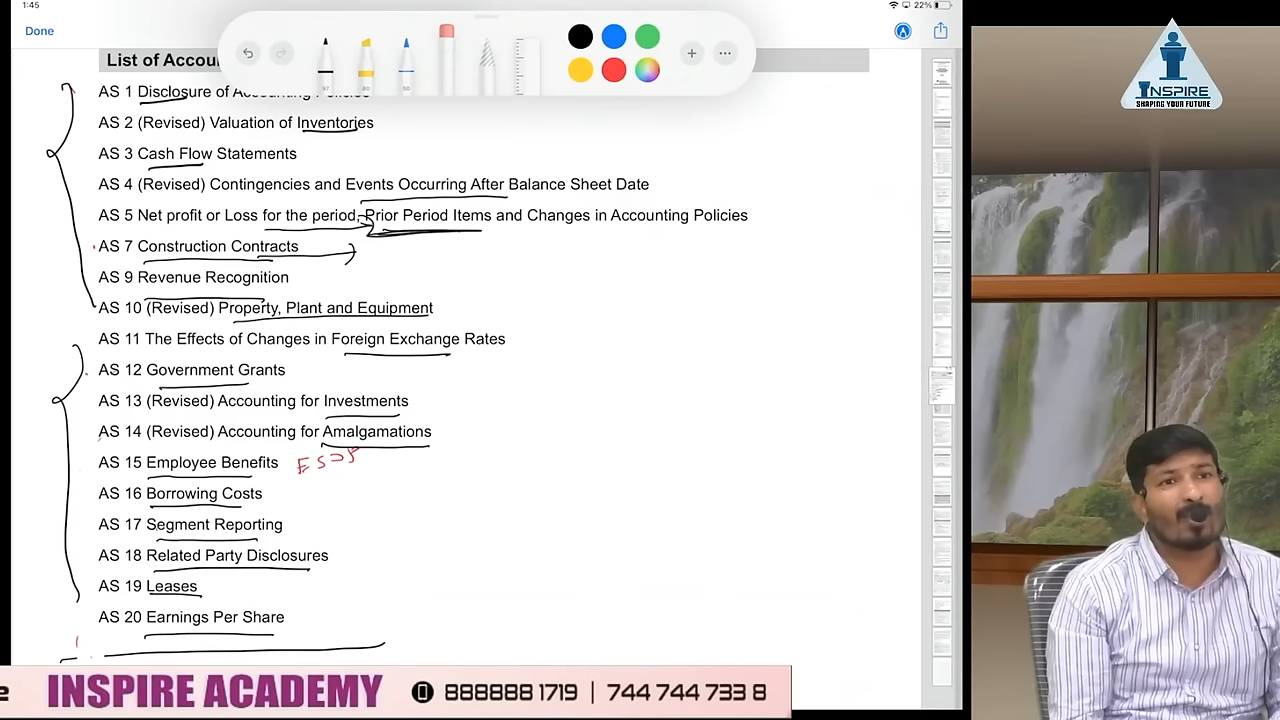 1:45
22%
Done
List of Accou
AS 1 Disclosure of Accounting Policies
AS 2 (Revised) Valuation of Inventories
AS 3 Cash Flow Statements
AS 4 (Revised) Contingencies and Events Occurring After Balance Sheet Date
AS 5 Net profit or Loss for the period, Prior Period Items and Changes in Accounting Policies
AS 7 Construction Contracts
AS 9 Revenue Recognition
AS 10 (Revised) Property, Plant and Equipment
AS 11 The Effects of Changes in Foreign Exchange Rates
AS 12 Government Grants
AS 13 (Revised) Accounting for Investments
AS 14 (Revised) Accounting for Amalgamations
AS 15 Employee Benefits
AS 16 Borrowing Costs
AS 17 Segment Reporting
AS 18 Related Party Disclosures
AS 19 Leases
AS 20 Earnings Per Share
INSPIRE
SHAPING YOUR FUTURE
INSPIRE ACADEMY 888888 1719 | 744 744 733 8